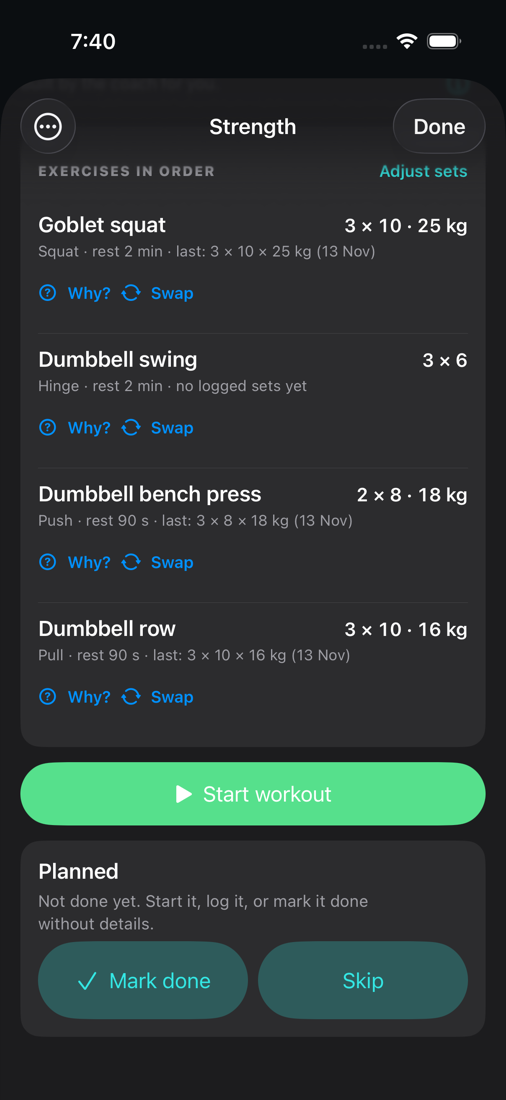 7:40
Strength
Done
EXERCISES IN ORDER
Adjust sets
Goblet squat
3 × 10 · 25 kg
Squat · rest 2 min · last: 3 × 10 × 25 kg (13 Nov)
Why?
Swap
Dumbbell swing
3 × 6
Hinge · rest 2 min · no logged sets yet
Why?
Swap
Dumbbell bench press
2 × 8 · 18 kg
Push · rest 90 s · last: 3 × 8 × 18 kg (13 Nov)
Why?
Swap
Dumbbell row
3 × 10 · 16 kg
Pull · rest 90 s · last: 3 × 10 × 16 kg (13 Nov)
Why?
Swap
Start workout
Planned
Not done yet. Start it, log it, or mark it done
without details.
Mark done
Skip